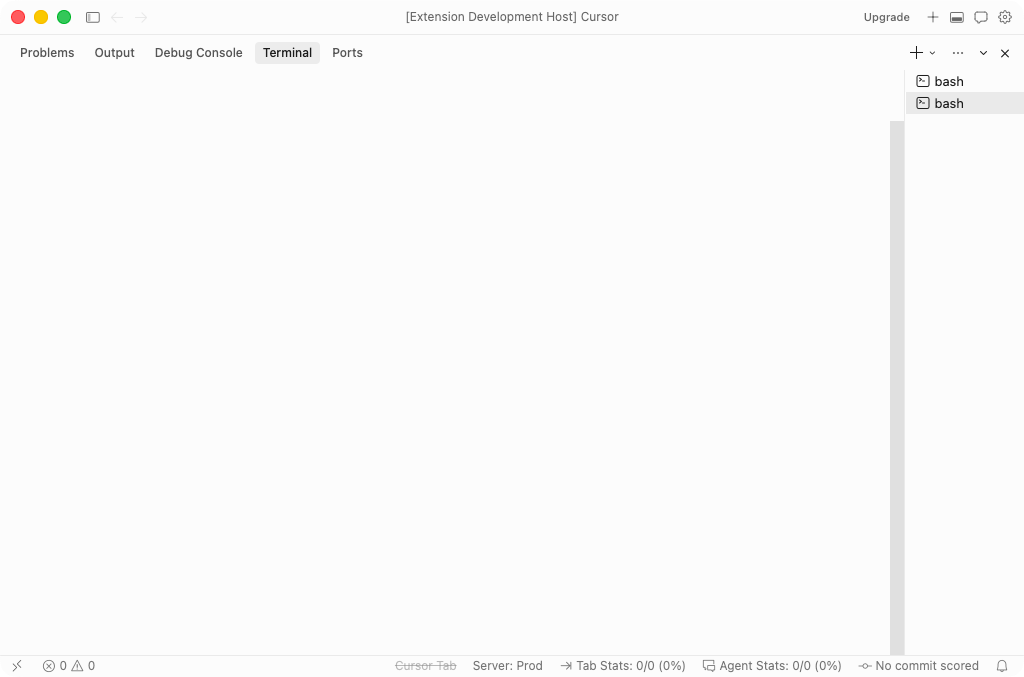 [Extension Development Host] Cursor
Upgrade
Problems Output Debug Console Terminal Ports
bash
bash
0 0 Cursor Tab Server: Prod Tab Stats: 0/0 (0%) Agent Stats: 0/0 (0%) No commit scored